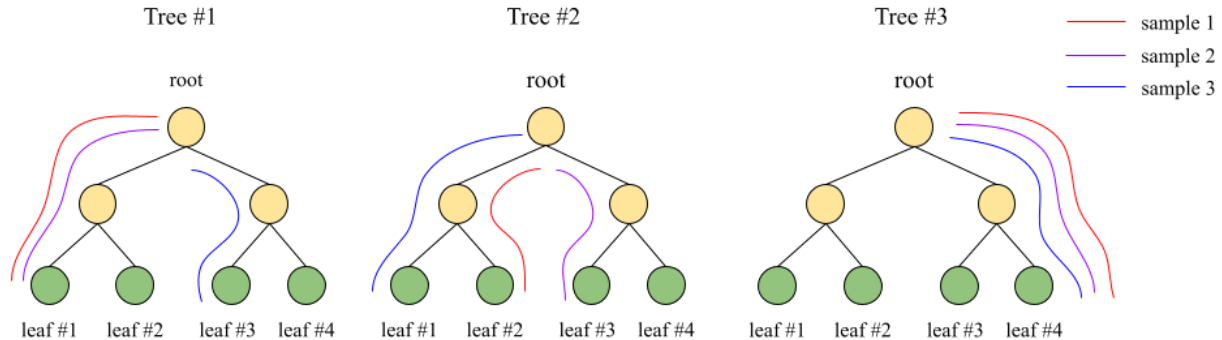 Tree #1 Tree #2 Tree #3
sample 1
sample 2
sample 3
root root root
leaf #1 leaf #2 leaf #3 leaf #4 leaf #1 leaf #2 leaf #3 leaf #4 leaf #1 leaf #2 leaf #3 leaf #4